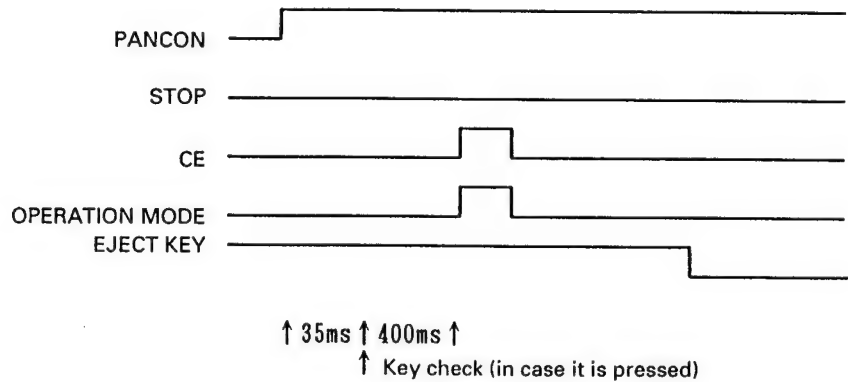 PANCON
STOP
CE
OPERATION MODE
EJECT KEY
↑ 35ms ↑ 400ms ↑
↑ Key check (in case it is pressed)